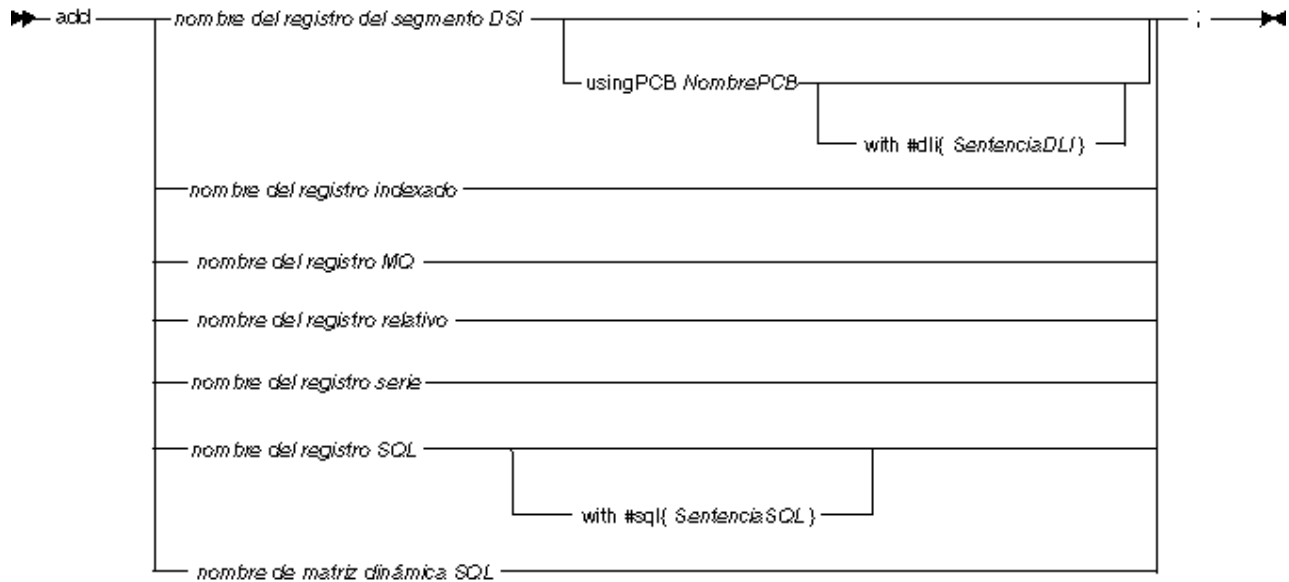 add nombre del registro del segmento DSI ;
usingPCB NombrePCB
with #dli{ SentenciaDLI }
nombre del registro indexado
nombre del registro MQ
nombre del registro relativo
nombre del registro serie
nombre del registro SQL
with #sql{ SentenciaSQL }
nombre de matriz dinámica SQL